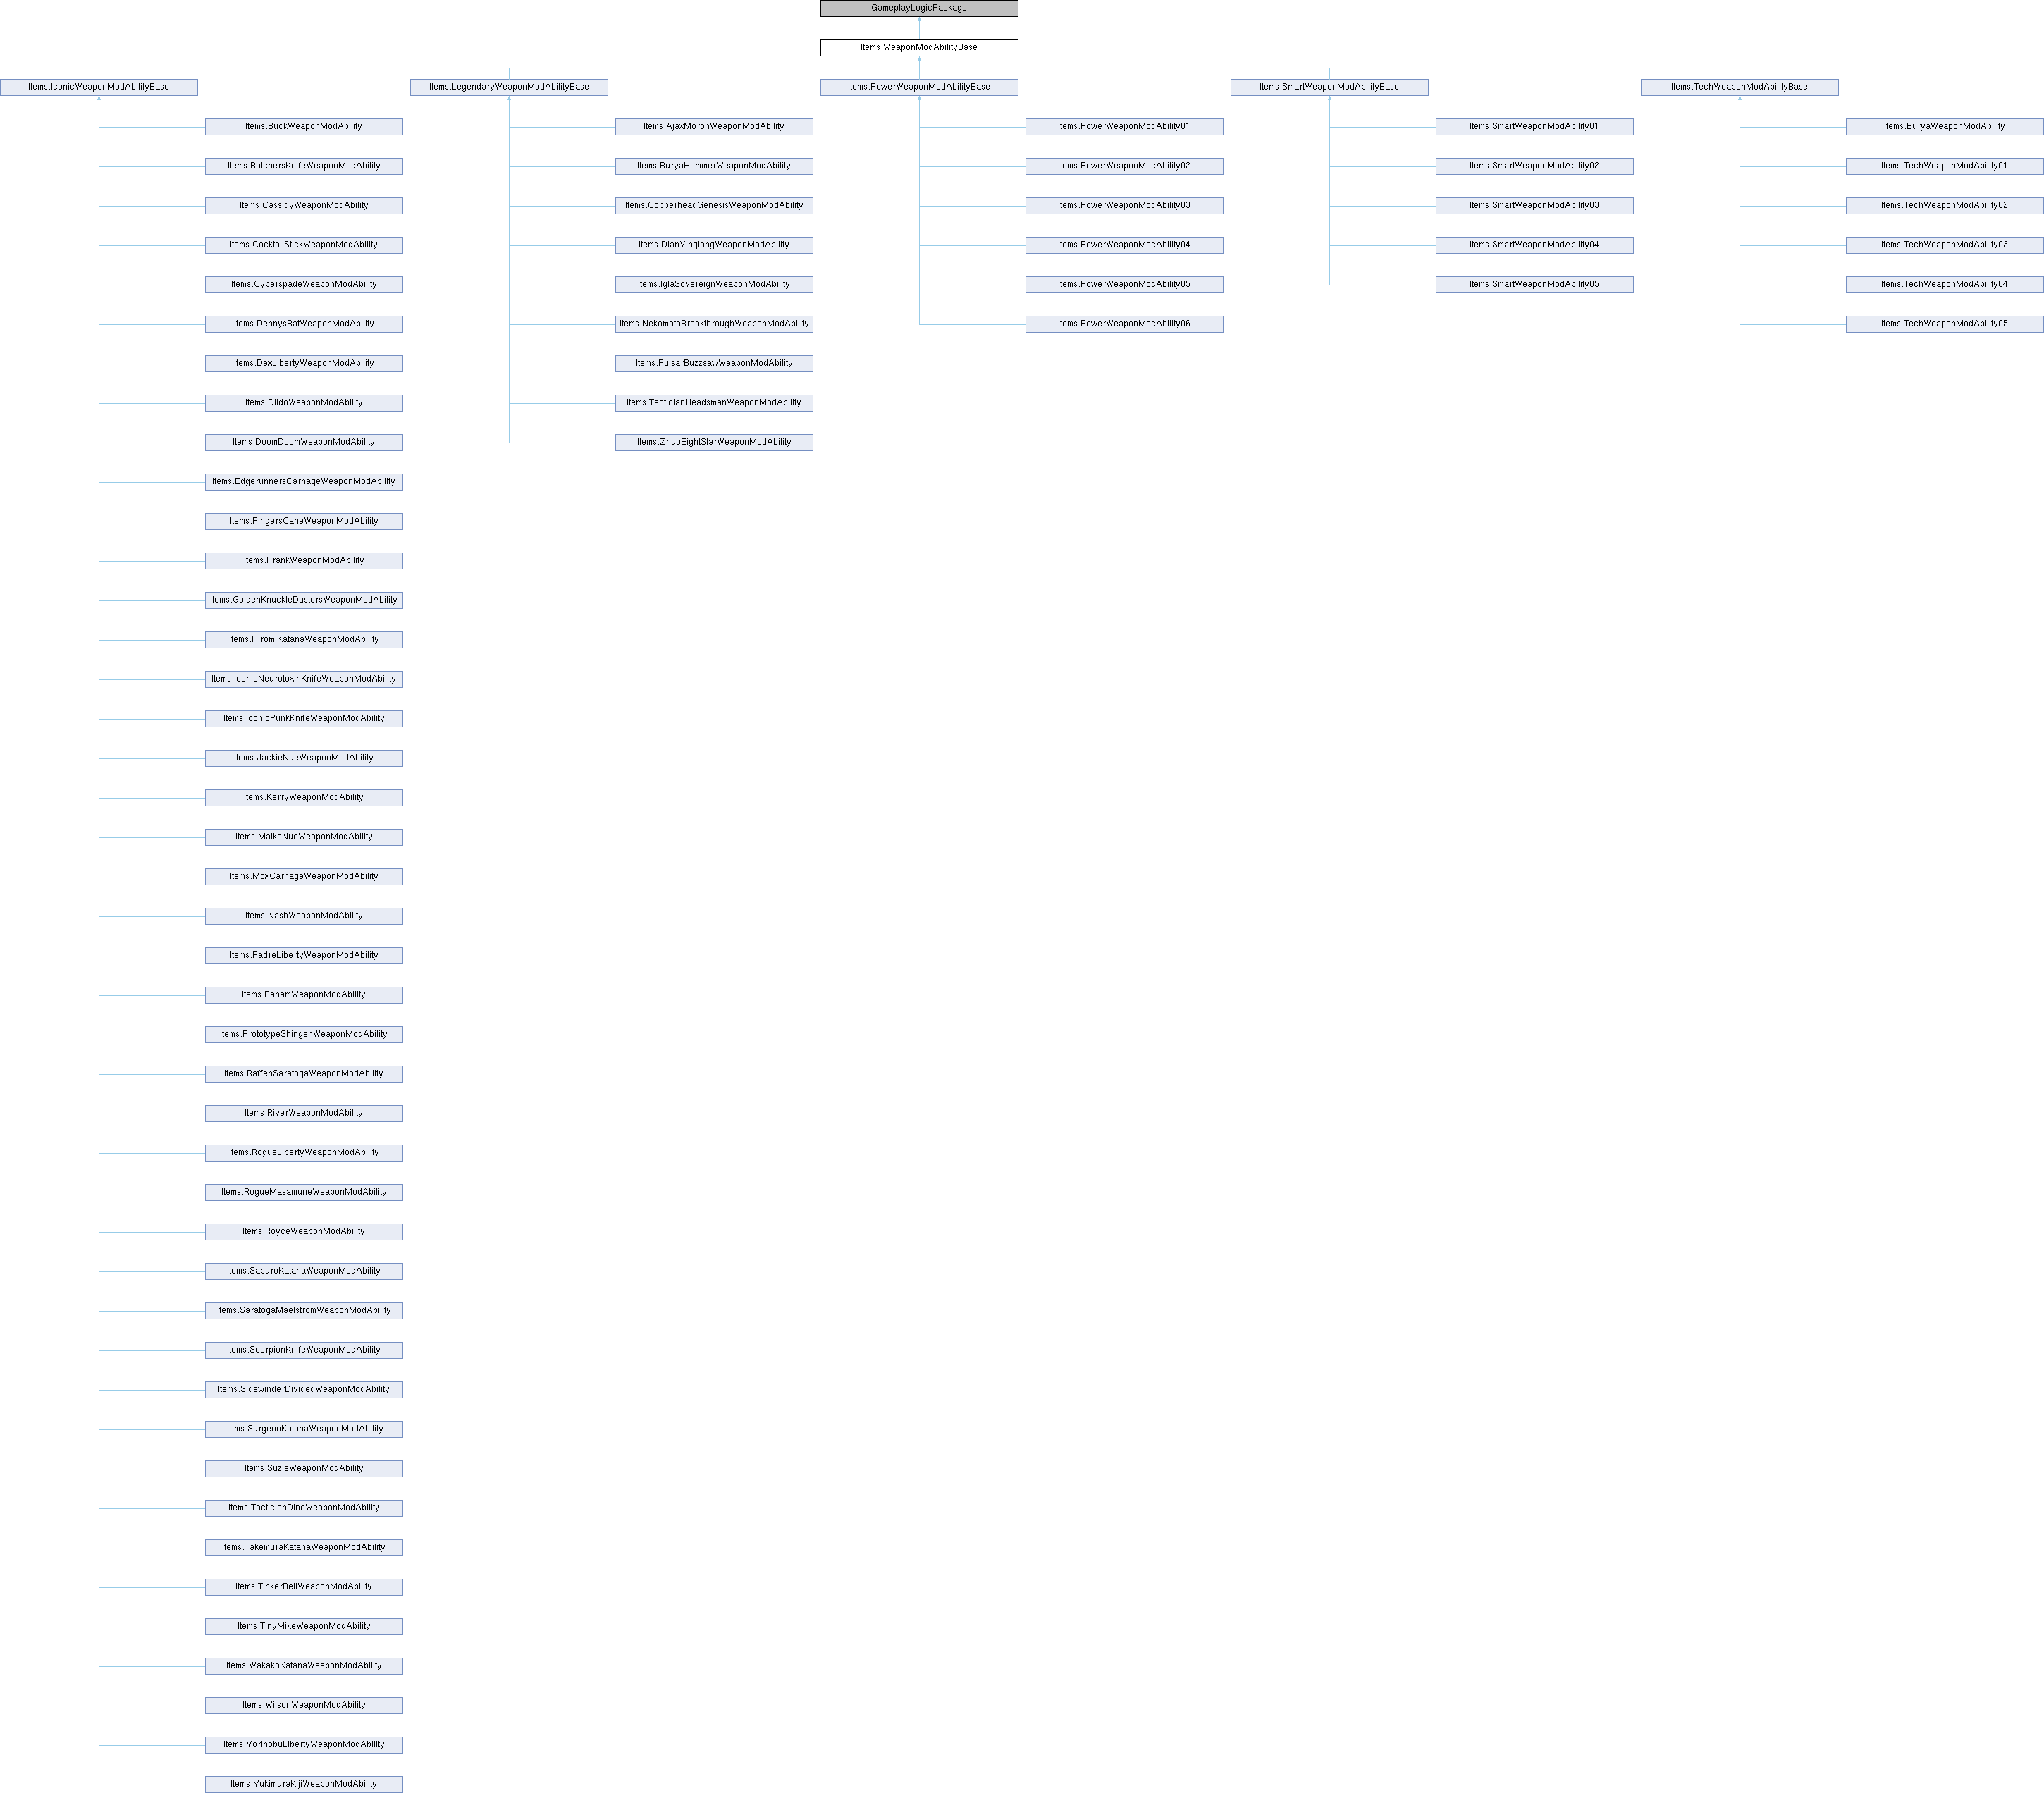 GameplayLogicPackage
Items.WeaponModAbilityBase
Items.IconicWeaponModAbilityBase
Items.LegendaryWeaponModAbilityBase
Items.PowerWeaponModAbilityBase
Items.SmartWeaponModAbilityBase
Items.TechWeaponModAbilityBase
Items.BuckWeaponModAbility
Items.AjaxMoronWeaponModAbility
Items.PowerWeaponModAbility01
Items.SmartWeaponModAbility01
Items.BuryaWeaponModAbility
Items.ButchersKnifeWeaponModAbility
Items.BuryaHammerWeaponModAbility
Items.PowerWeaponModAbility02
Items.SmartWeaponModAbility02
Items.TechWeaponModAbility01
Items.CassidyWeaponModAbility
Items.CopperheadGenesisWeaponModAbility
Items.PowerWeaponModAbility03
Items.SmartWeaponModAbility03
Items.TechWeaponModAbility02
Items.CocktailStickWeaponModAbility
Items.DianYinglongWeaponModAbility
Items.PowerWeaponModAbility04
Items.SmartWeaponModAbility04
Items.TechWeaponModAbility03
Items.CyberspadeWeaponModAbility
Items.IglaSovereignWeaponModAbility
Items.PowerWeaponModAbility05
Items.SmartWeaponModAbility05
Items.TechWeaponModAbility04
Items.DennysBatWeaponModAbility
Items.NekomataBreakthroughWeaponModAbility
Items.PowerWeaponModAbility06
Items.TechWeaponModAbility05
Items.DexLibertyWeaponModAbility
Items.PulsarBuzzsawWeaponModAbility
Items.DildoWeaponModAbility
Items.TacticianHeadsmanWeaponModAbility
Items.DoomDoomWeaponModAbility
Items.ZhuoEightStarWeaponModAbility
Items.EdgerunnersCarnageWeaponModAbility
Items.FingersCaneWeaponModAbility
Items.FrankWeaponModAbility
Items.GoldenKnuckleDustersWeaponModAbility
Items.HiromiKatanaWeaponModAbility
Items.IconicNeurotoxinKnifeWeaponModAbility
Items.IconicPunkKnifeWeaponModAbility
Items.JackieNueWeaponModAbility
Items.KerryWeaponModAbility
Items.MaikoNueWeaponModAbility
Items.MoxCarnageWeaponModAbility
Items.NashWeaponModAbility
Items.PadreLibertyWeaponModAbility
Items.PanamWeaponModAbility
Items.PrototypeShingenWeaponModAbility
Items.RaffenSaratogaWeaponModAbility
Items.RiverWeaponModAbility
Items.RogueLibertyWeaponModAbility
Items.RogueMasamuneWeaponModAbility
Items.RoyceWeaponModAbility
Items.SaburoKatanaWeaponModAbility
Items.SaratogaMaelstromWeaponModAbility
Items.ScorpionKnifeWeaponModAbility
Items.SidewinderDividedWeaponModAbility
Items.SurgeonKatanaWeaponModAbility
Items.SuzieWeaponModAbility
Items.TacticianDinoWeaponModAbility
Items.TakemuraKatanaWeaponModAbility
Items.TinkerBellWeaponModAbility
Items.TinyMikeWeaponModAbility
Items.WakakoKatanaWeaponModAbility
Items.WilsonWeaponModAbility
Items.YorinobuLibertyWeaponModAbility
Items.YukimuraKijiWeaponModAbility